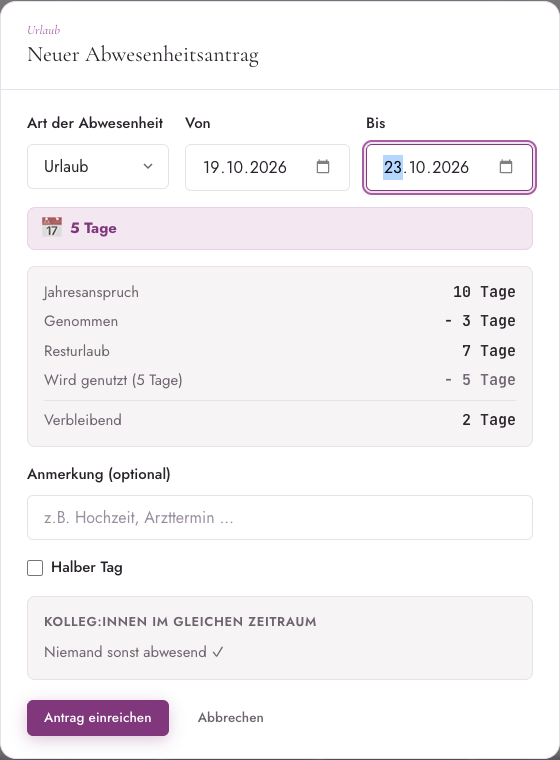 Urlaub
Neuer Abwesenheitsantrag
Art der Abwesenheit Von Bis
Urlaub 19.10.2026 23.10.2026
17 5 Tage
Jahresanspruch 10 Tage
Genommen - 3 Tage
Resturlaub 7 Tage
Wird genutzt (5 Tage) - 5 Tage
Verbleibend 2 Tage
Anmerkung (optional)
z.B. Hochzeit, Arzttermin ...
Halber Tag
KOLLEG:INNEN IM GLEICHEN ZEITRAUM
Niemand sonst abwesend ✓
Antrag einreichen Abbrechen